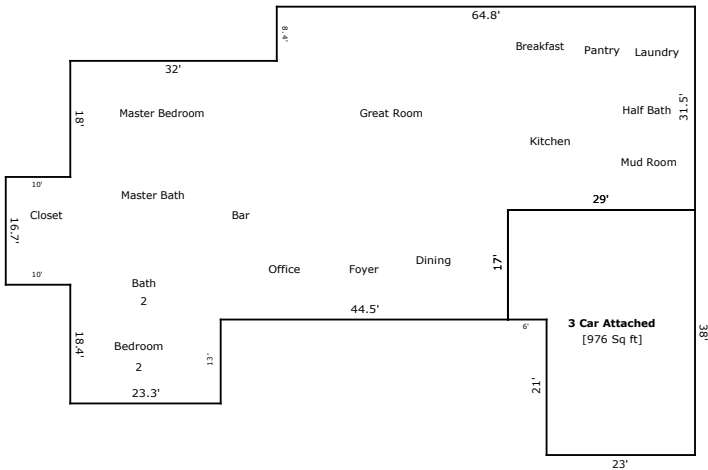 64.8'
8.4'
Breakfast
Pantry
Laundry
32'
Master Bedroom
Great Room
Half Bath
31.5'
18'
Kitchen
Mud Room
10'
Master Bath
29'
Closet
Bar
16.7'
17'
Dining
Office
Foyer
10'
Bath
2
44.5'
6'
3 Car Attached
[976 Sq ft]
38'
18.4'
Bedroom
2
13'
21'
23.3'
23'